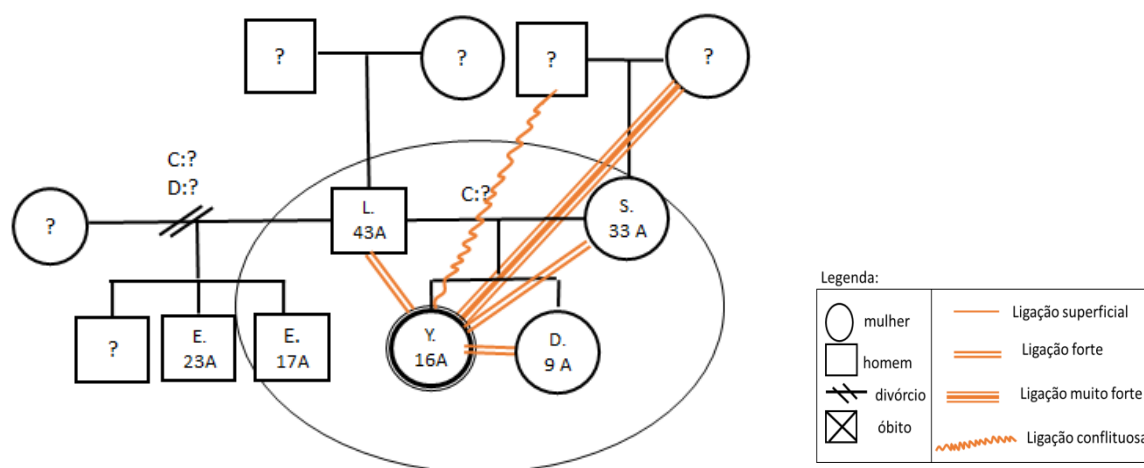 ?
?
?
?
C:?
D:?
?
L.
43A
C:?
S.
33 A
?
E.
23A
E.
17A
Y.
16A
D.
9 A
Legenda:
mulher
homem
divórcio
óbito
Ligação superficial
Ligação forte
Ligação muito forte
Ligação conflituosa